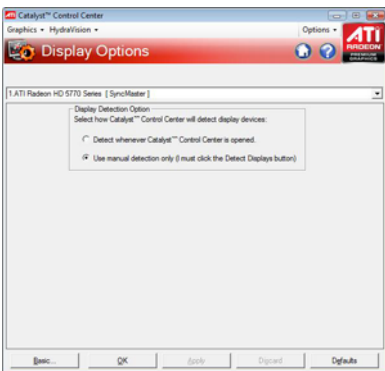 Catalyst™ Control Center
Graphics HydraVision Options
ATI
RADEON
PREMIUM
GRAPHICS
Display Options
1.ATI Radeon HD 5770 Series [ SyncMaster ]
Display Detection Option
Select how Catalyst™ Control Center will detect display devices:
Detect whenever Catalyst™ Control Center is opened.
Use manual detection only (I must click the Detect Displays button)
Basic... OK Apply Discard Defaults